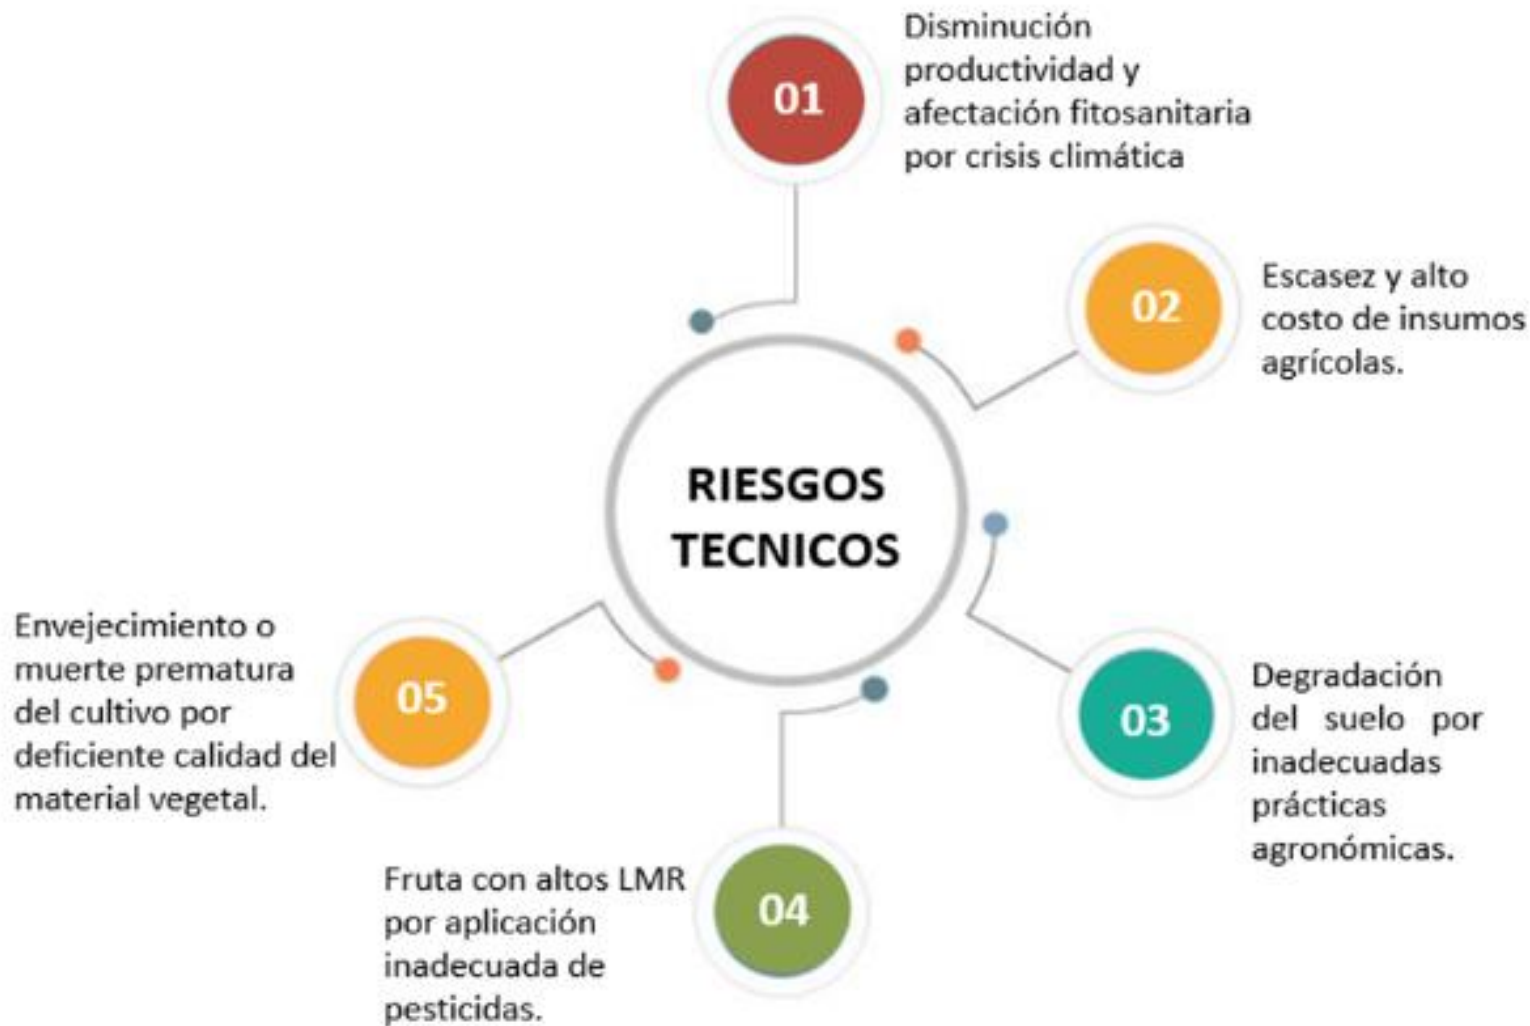 01
Disminución
productividad y
afectación fitosanitaria
por crisis climática
02
Escasez y alto
costo de insumos
agrícolas.
RIESGOS
TECNICOS
03
Degradación
del suelo por
inadecuadas
prácticas
agronómicas.
04
Fruta con altos LMR
por aplicación
inadecuada de
pesticidas.
05
Envejecimiento o
muerte prematura
del cultivo por
deficiente calidad del
material vegetal.